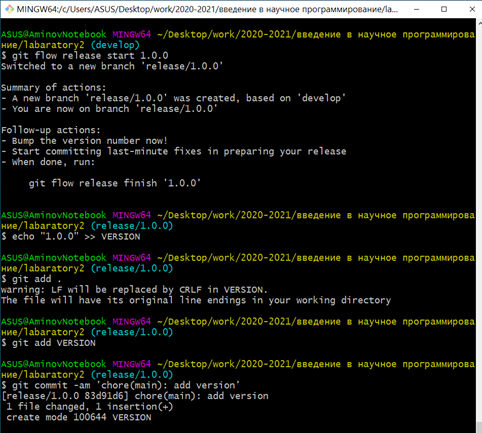 MINGW64:/c/Users/ASUS/Desktop/work/2020-2021/введение в научное программирование/la...
ASUS@AminovNotebook MINGW64 ~/Desktop/work/2020-2021/введение в научное программирова
ние/labaratory2 (develop)
$ git flow release start 1.0.0
Switched to a new branch 'release/1.0.0'
Summary of actions:
- A new branch 'release/1.0.0' was created, based on 'develop'
- You are now on branch 'release/1.0.0'
Follow-up actions:
- Bump the version number now!
- Start committing last-minute fixes in preparing your release
- When done, run:
git flow release finish '1.0.0'
ASUS@AminovNotebook MINGW64 ~/Desktop/work/2020-2021/введение в научное программирова
ние/labaratory2 (release/1.0.0)
$ echo "1.0.0" >> VERSION
ASUS@AminovNotebook MINGW64 ~/Desktop/work/2020-2021/введение в научное программирова
ние/labaratory2 (release/1.0.0)
$ git add .
warning: LF will be replaced by CRLF in VERSION.
The file will have its original line endings in your working directory
ASUS@AminovNotebook MINGW64 ~/Desktop/work/2020-2021/введение в научное программирова
ние/labaratory2 (release/1.0.0)
$ git add VERSION
ASUS@AminovNotebook MINGW64 ~/Desktop/work/2020-2021/введение в научное программирова
ние/labaratory2 (release/1.0.0)
$ git commit -am 'chore(main): add version'
[release/1.0.0 83d91d6] chore(main): add version
1 file changed, 1 insertion(+)
create mode 100644 VERSION